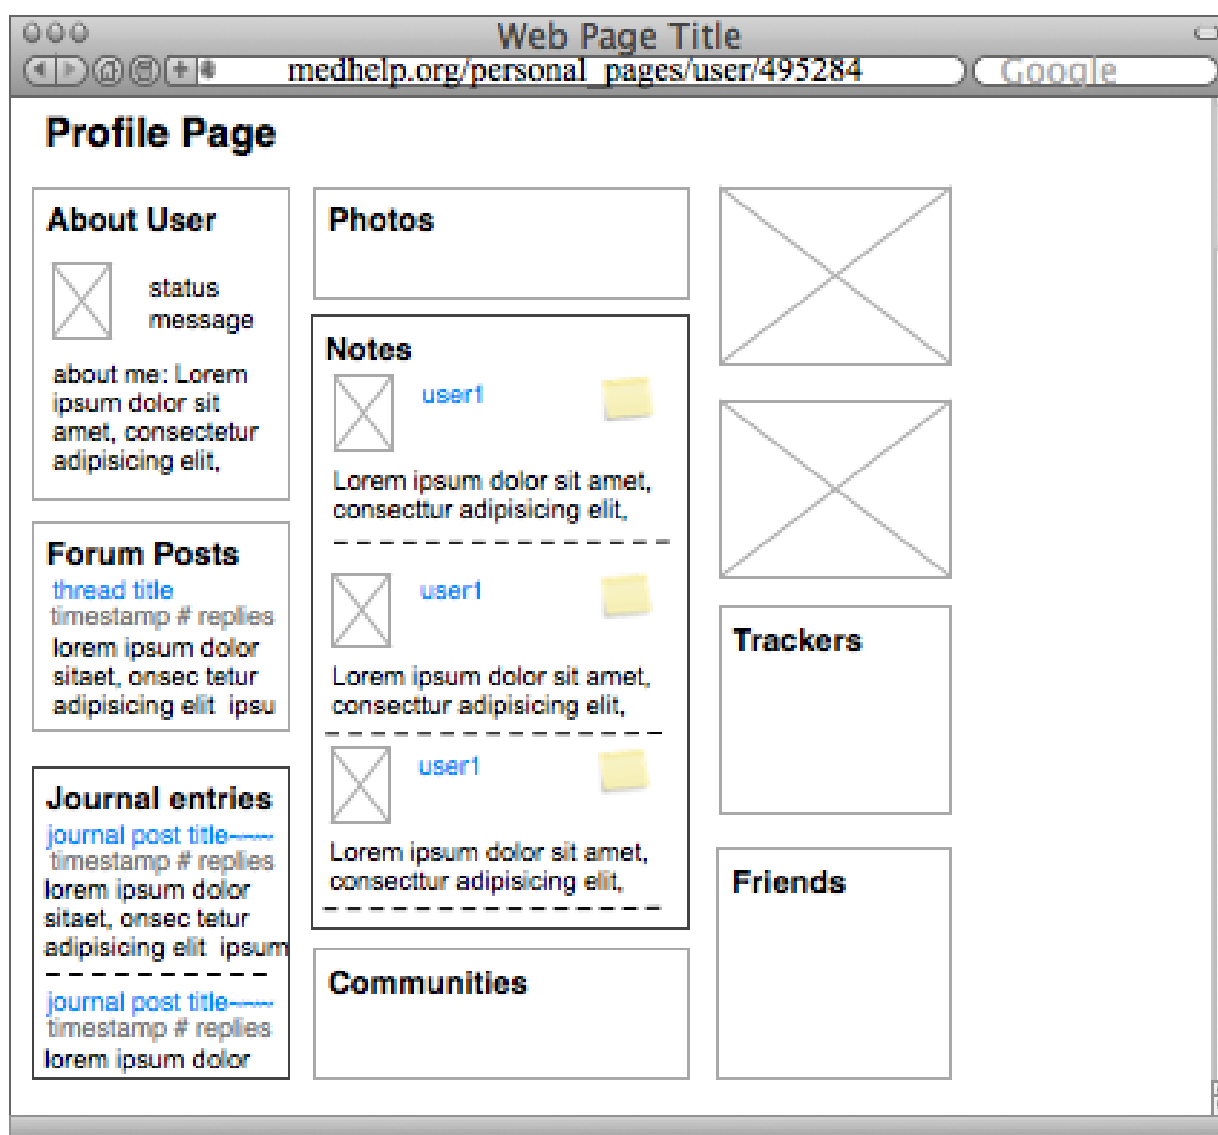 Web Page Title
medhelp.org/personal_pages/user/495284
Google
Profile Page
About User
status
message
about me: Lorem
ipsum dolor sit
amet, consectetur
adipisicing elit,
Forum Posts
thread title
timestamp # replies
lorem ipsum dolor
sitaet, onsec tetur
adipisicing elit ipsu
Journal entries
journal post title~~~
timestamp # replies
lorem ipsum dolor
sitaet, onsec tetur
adipisicing elit ipsum
journal post title~~~
timestamp # replies
lorem ipsum dolor
Photos
Notes
user1
Lorem ipsum dolor sit amet,
consecttur adipisicing elit,
user1
Lorem ipsum dolor sit amet,
consecttur adipisicing elit,
user1
Lorem ipsum dolor sit amet,
consecttur adipisicing elit,
Communities
Trackers
Friends